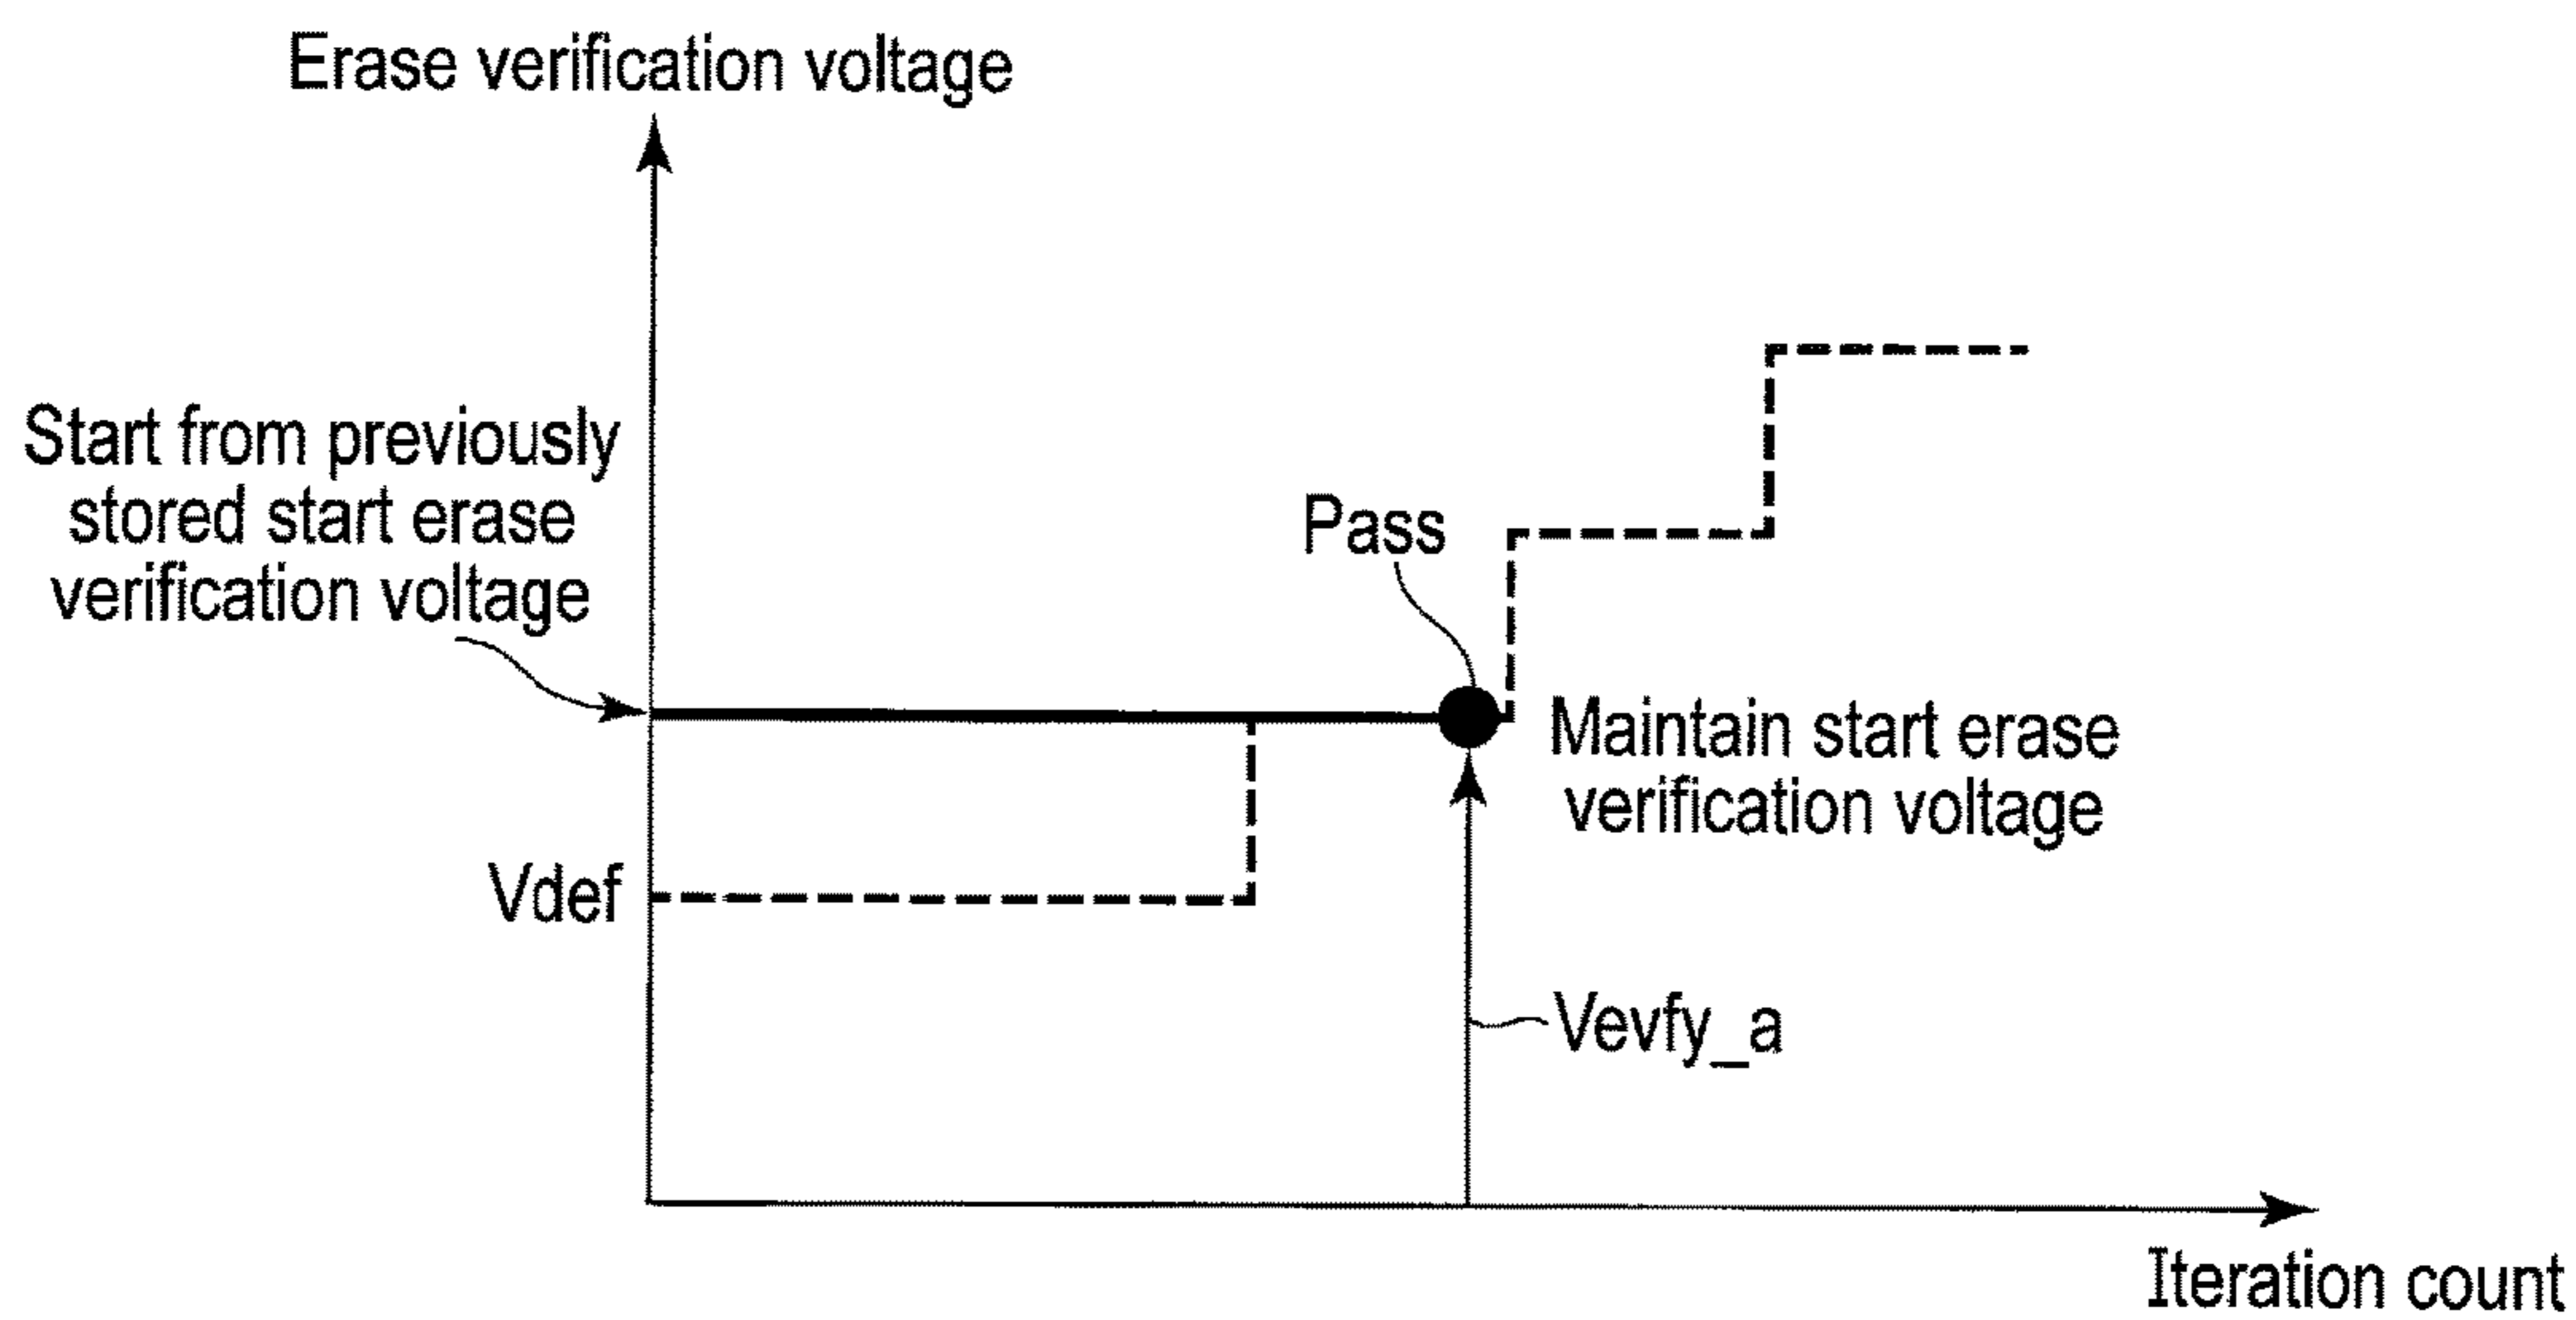 Erase verification voltage
Start from previously
stored start erase
verification voltage
Pass
Maintain start erase
verification voltage
Vdef
Vevfy_a
Iteration count